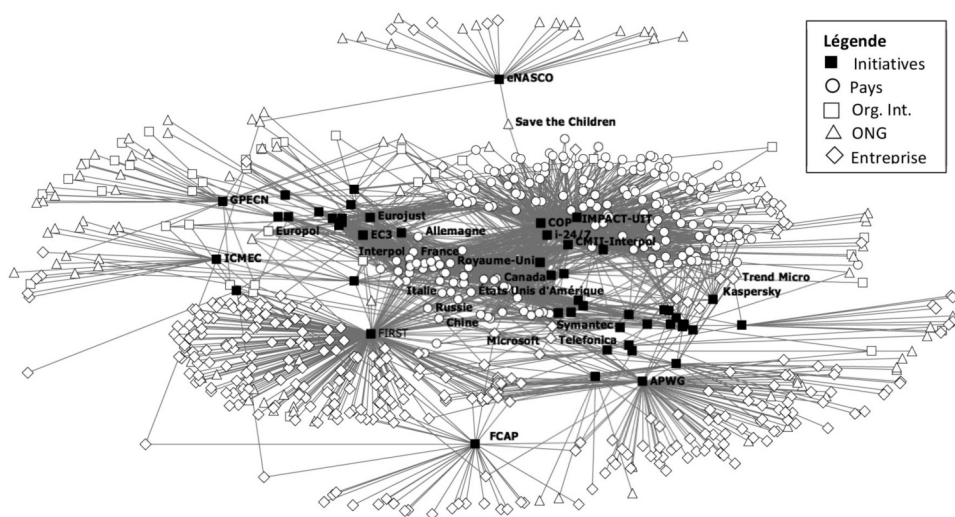 Légende
Initiatives
Pays
Org. Int.
ONG
Entreprise
eNASCO
Save the Children
GPECN
Eurojust
COP
IMPACT-UIT
Europol
EC3
Allemagne
i-24/7
CMII-Interpol
Interpol
France
Royaume-Uni
ICMEC
Canada
Trend Micro
Italie
États Unis d'Amérique
Kaspersky
Russie
Chine
Symantec
FIRST
Microsoft
Telefonica
APWG
FCAP